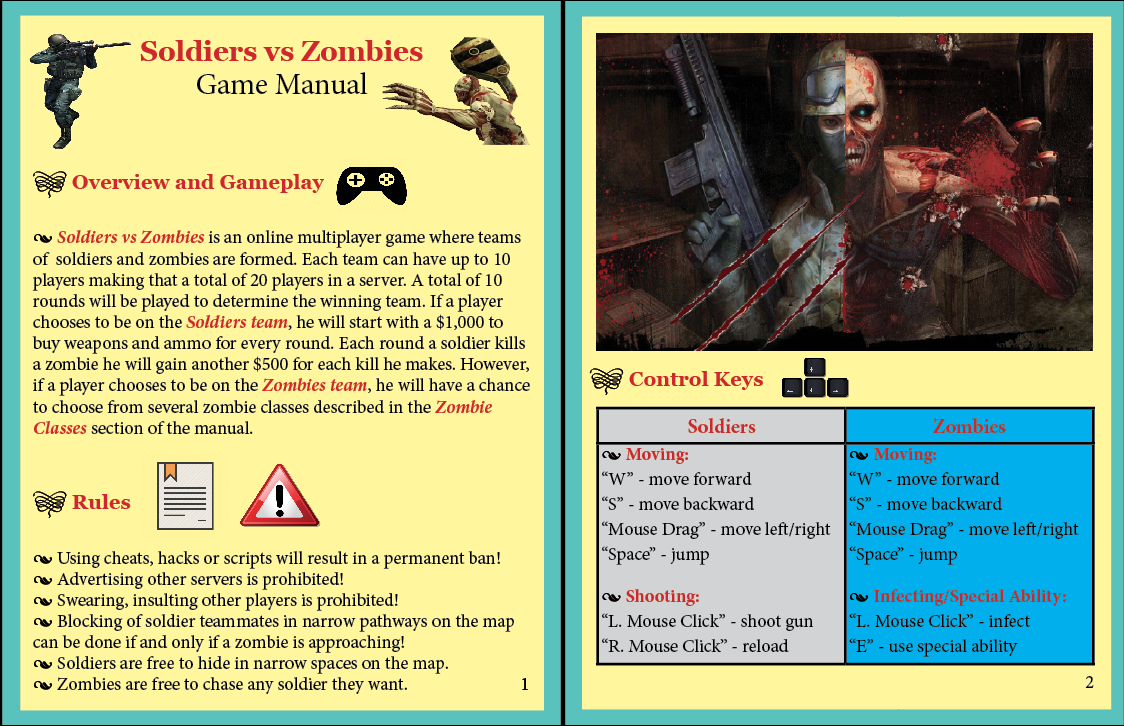 Soldiers vs Zombies
Game Manual
Overview and Gameplay
Soldiers vs Zombies is an online multiplayer game where teams
of soldiers and zombies are formed. Each team can have up to 10
players making that a total of 20 players in a server. A total of 10
rounds will be played to determine the winning team. If a player
chooses to be on the Soldiers team, he will start with a $1,000 to
buy weapons and ammo for every round. Each round a soldier kills
a zombie he will gain another $500 for each kill he makes. However,
if a player chooses to be on the Zombies team, he will have a chance
to choose from several zombie classes described in the Zombie
Classes section of the manual.
Rules
Using cheats, hacks or scripts will result in a permanent ban!
Advertising other servers is prohibited!
Swearing, insulting other players is prohibited!
Blocking of soldier teammates in narrow pathways on the map
can be done if and only if a zombie is approaching!
Soldiers are free to hide in narrow spaces on the map.
Zombies are free to chase any soldier they want.
1
Control Keys
Soldiers
Moving:
“W” - move forward
“S” - move backward
“Mouse Drag” - move left/right
“Space” - jump
Shooting:
“L. Mouse Click” - shoot gun
“R. Mouse Click” - reload
Zombies
Moving:
“W” - move forward
“S” - move backward
“Mouse Drag” - move left/right
“Space” - jump
Infecting/Special Ability:
“L. Mouse Click” - infect
“E” - use special ability
2